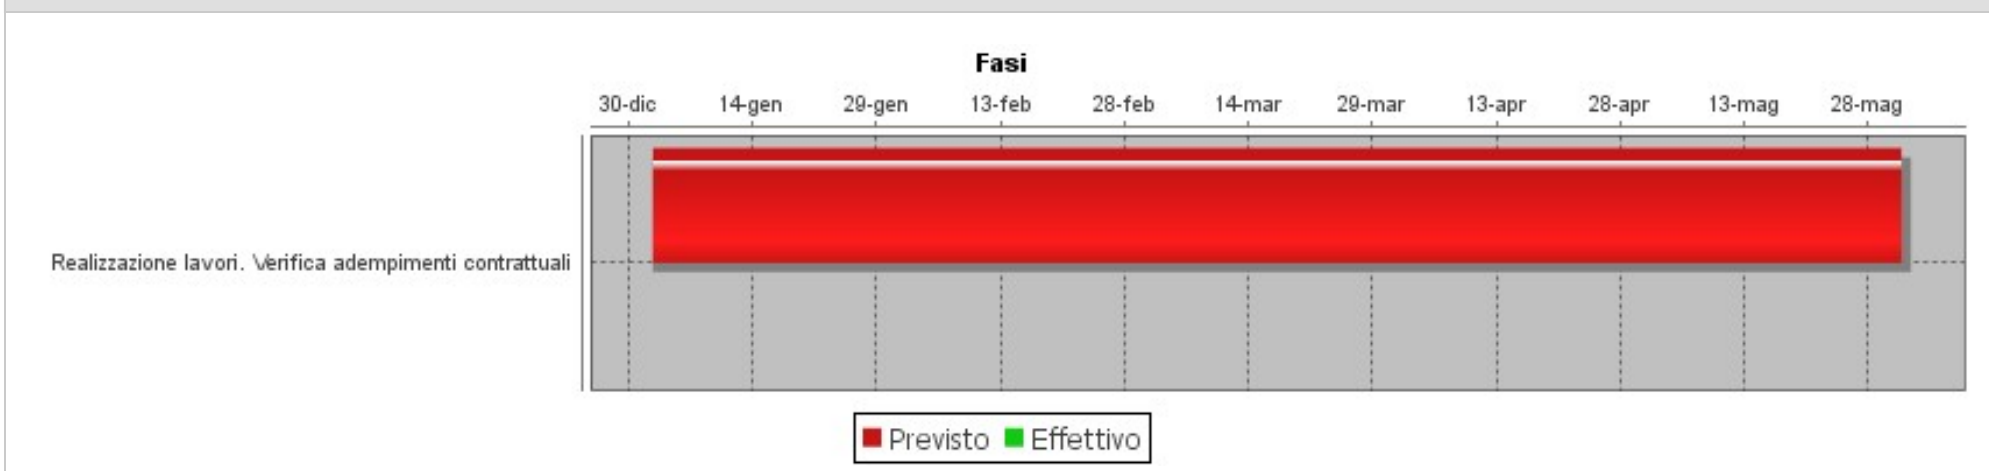 Fasi
30-dic 14-gen 29-gen 13-feb 28-feb 14-mar 29-mar 13-apr 28-apr 13-mag 28-mag
Realizzazione lavori. Verifica adempimenti contrattuali
Previsto Effettivo